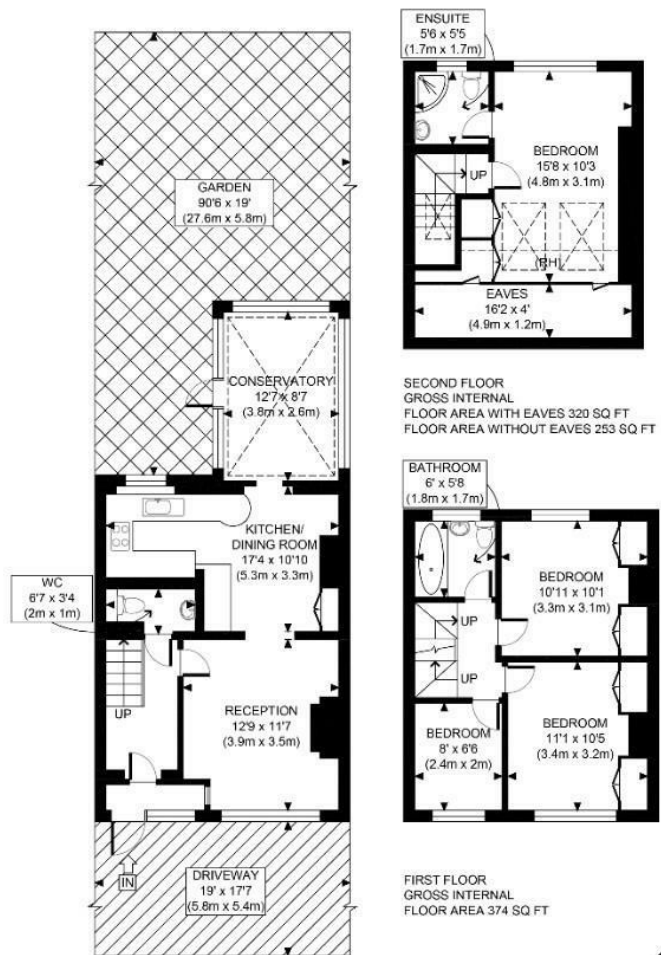 GARDEN
90'6 x 19'
(27.6m x 5.8m)
CONSERVATORY
12'7 x 8'7
(3.8m x 2.6m)
KITCHEN/
DINING ROOM
17'4 x 10'10
(5.3m x 3.3m)
WC
6'7 x 3'4
(2m x 1m)
UP
RECEPTION
12'9 x 11'7
(3.9m x 3.5m)
IN
DRIVEWAY
19' x 17'7
(5.8m x 5.4m)
ENSUITE
5'6 x 5'5
(1.7m x 1.7m)
BEDROOM
15'8 x 10'3
(4.8m x 3.1m)
UP
(RH)
EAVES
16'2 x 4'
(4.9m x 1.2m)
SECOND FLOOR
GROSS INTERNAL
FLOOR AREA WITH EAVES 320 SQ FT
FLOOR AREA WITHOUT EAVES 253 SQ FT
BATHROOM
6' x 5'8
(1.8m x 1.7m)
BEDROOM
10'11 x 10'1
(3.3m x 3.1m)
UP
UP
BEDROOM
8' x 6'6
(2.4m x 2m)
BEDROOM
11'1 x 10'5
(3.4m x 3.2m)
FIRST FLOOR
GROSS INTERNAL
FLOOR AREA 374 SQ FT